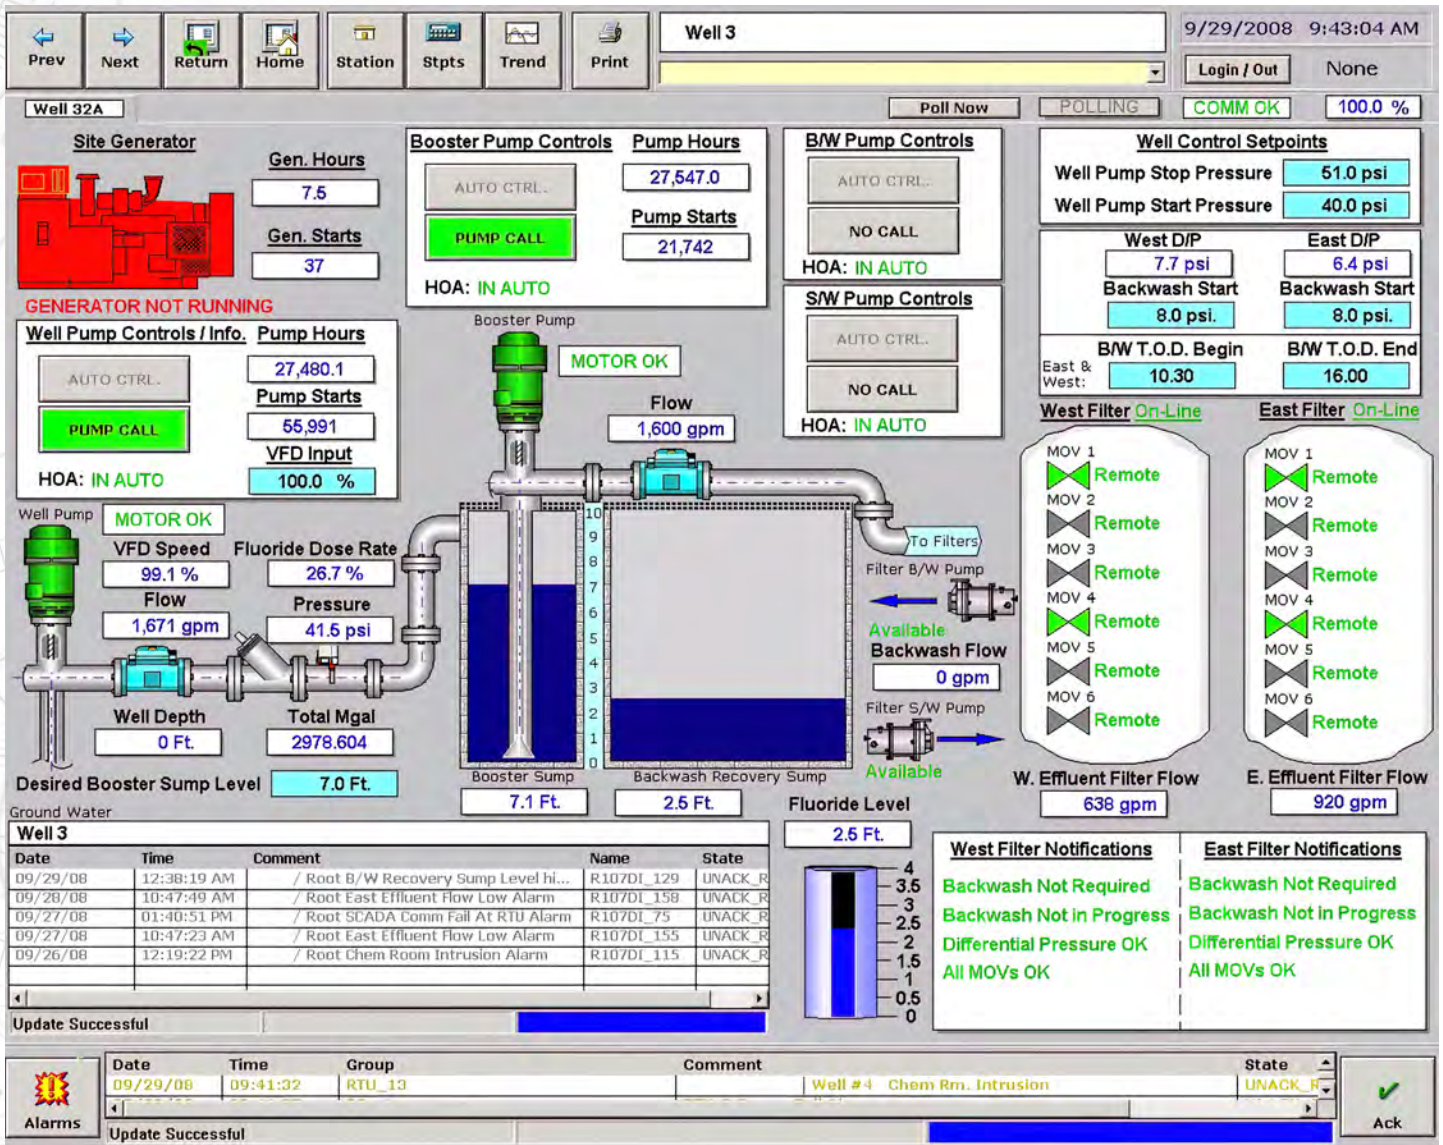 Prev Next Return Home Station Stpts Trend Print
Well 3
9/29/2008 9:43:04 AM
Login / Out None
Well 32A
Poll Now POLLING COMM OK 100.0 %
Site Generator
Gen. Hours
7.5
Gen. Starts
37
GENERATOR NOT RUNNING
Booster Pump Controls Pump Hours
AUTO CTRL. 27,547.0
Pump Starts
PUMP CALL 21,742
HOA: IN AUTO
B/W Pump Controls
AUTO CTRL.
NO CALL
HOA: IN AUTO
S/W Pump Controls
AUTO CTRL.
NO CALL
HOA: IN AUTO
Well Control Setpoints
Well Pump Stop Pressure 51.0 psi
Well Pump Start Pressure 40.0 psi
West D/P East D/P
7.7 psi 6.4 psi
Backwash Start Backwash Start
8.0 psi. 8.0 psi.
B/W T.O.D. Begin B/W T.O.D. End
East & West: 10.30 16.00
Well Pump Controls / Info. Pump Hours
AUTO CTRL. 27,480.1
Pump Starts
PUMP CALL 55,991
VFD Input
HOA: IN AUTO 100.0 %
Booster Pump
MOTOR OK
Flow
1,600 gpm
Well Pump
MOTOR OK
VFD Speed Fluoride Dose Rate
99.1 % 26.7 %
Flow Pressure
1,671 gpm 41.5 psi
Well Depth Total Mgal
0 Ft. 2978.604
Desired Booster Sump Level 7.0 Ft.
10
9
8
7
6
5
4
3
2
1
0
Booster Sump Backwash Recovery Sump
7.1 Ft. 2.5 Ft.
To Filters
Filter B/W Pump
Available
Backwash Flow
0 gpm
Filter S/W Pump
Available
West Filter On-Line
MOV 1
Remote
MOV 2
Remote
MOV 3
Remote
MOV 4
Remote
MOV 5
Remote
MOV 6
Remote
W. Effluent Filter Flow
638 gpm
East Filter On-Line
MOV 1
Remote
MOV 2
Remote
MOV 3
Remote
MOV 4
Remote
MOV 5
Remote
MOV 6
Remote
E. Effluent Filter Flow
920 gpm
Ground Water
Well 3
Date Time Comment Name State
09/29/08 12:38:19 AM / Root B/W Recovery Sump Level hi... R107DI_129 UNACK_R
09/28/08 10:47:49 AM / Root East Effluent Flow Low Alarm R107DI_158 UNACK_R
09/27/08 01:40:51 PM / Root SCADA Comm Fail At RTU Alarm R107DI_75 UNACK_R
09/27/08 10:47:23 AM / Root East Effluent Flow Low Alarm R107DI_155 UNACK_R
09/26/08 12:19:22 PM / Root Chem Room Intrusion Alarm R107DI_115 UNACK_R
Update Successful
Fluoride Level
2.5 Ft.
4
3.5
3
2.5
2
1.5
1
0.5
0
West Filter Notifications
Backwash Not Required
Backwash Not in Progress
Differential Pressure OK
All MOVs OK
East Filter Notifications
Backwash Not Required
Backwash Not in Progress
Differential Pressure OK
All MOVs OK
Alarms
Date Time Group Comment State
09/29/08 09:41:32 RTU_13 Well #4 Chem Rm. Intrusion UNACK_R
Update Successful
Ack